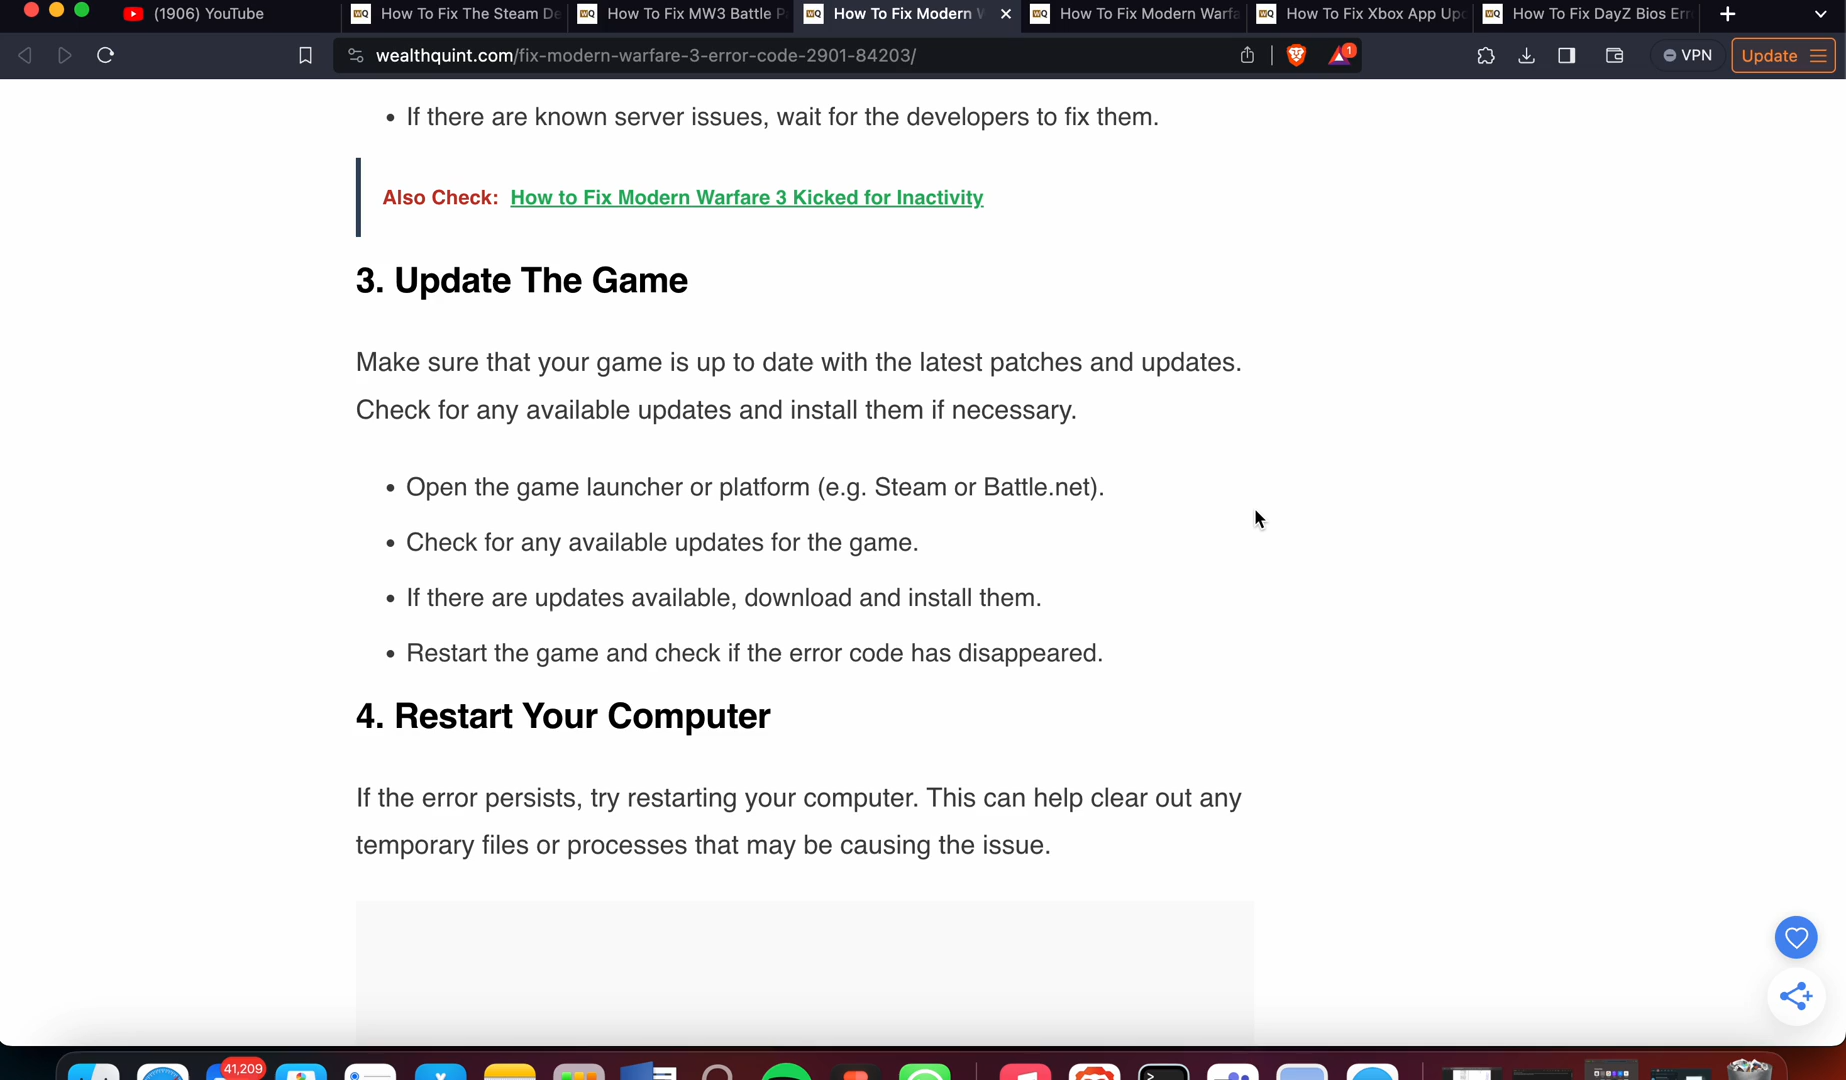 (1906) YouTube
How To Fix The Steam De
How To Fix MW3 Battle P
How To Fix Modern W
How To Fix Modern Warfa
How To Fix Xbox App Upd
How To Fix DayZ Bios Err
wealthquint.com/fix-modern-warfare-3-error-code-2901-84203/
1
VPN
Update
• If there are known server issues, wait for the developers to fix them.
Also Check: How to Fix Modern Warfare 3 Kicked for Inactivity
3. Update The Game
Make sure that your game is up to date with the latest patches and updates.
Check for any available updates and install them if necessary.
• Open the game launcher or platform (e.g. Steam or Battle.net).
• Check for any available updates for the game.
• If there are updates available, download and install them.
• Restart the game and check if the error code has disappeared.
4. Restart Your Computer
If the error persists, try restarting your computer. This can help clear out any
temporary files or processes that may be causing the issue.
41,209